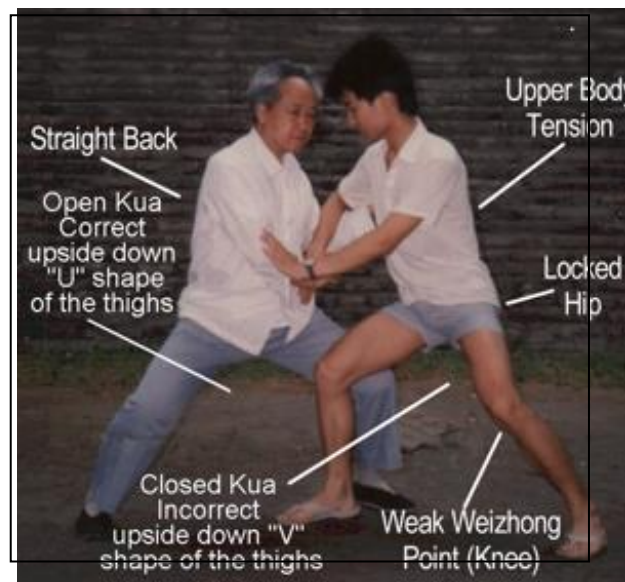 Straight Back
Open Kua
Correct
upside down
"U" shape
of the thighs
Upper Body
Tension
Locked
Hip
Closed Kua
Incorrect
upside down "V"
shape of the thighs
Weak Weizhong
Point (Knee)